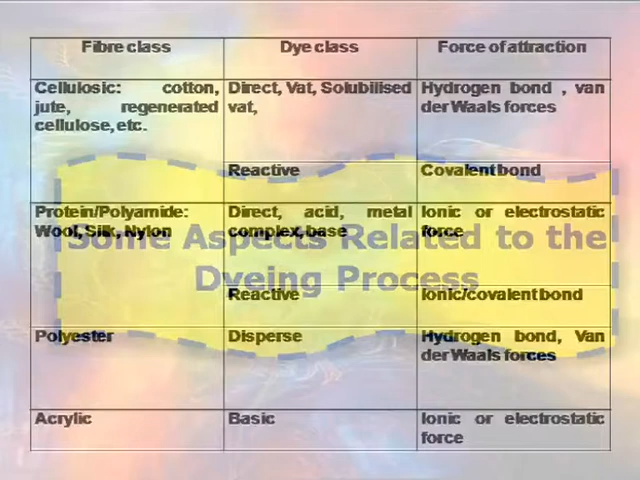 Fibre class Dye class Force of attraction
Cellulosic: cotton, Direct, Vat, Solubilised Hydrogen bond , van
jute, regenerated vat, der Waals forces
cellulose, etc.
Reactive Covalent bond
Protein/Polyamide: Direct, acid, metal Ionic or electrostatic
Wool, Silk, Nylon complex, base force
Some Aspects Related to the
Dyeing Process
Reactive Ionic/covalent bond
Polyester Disperse Hydrogen bond, Van
der Waals forces
Acrylic Basic Ionic or electrostatic
force